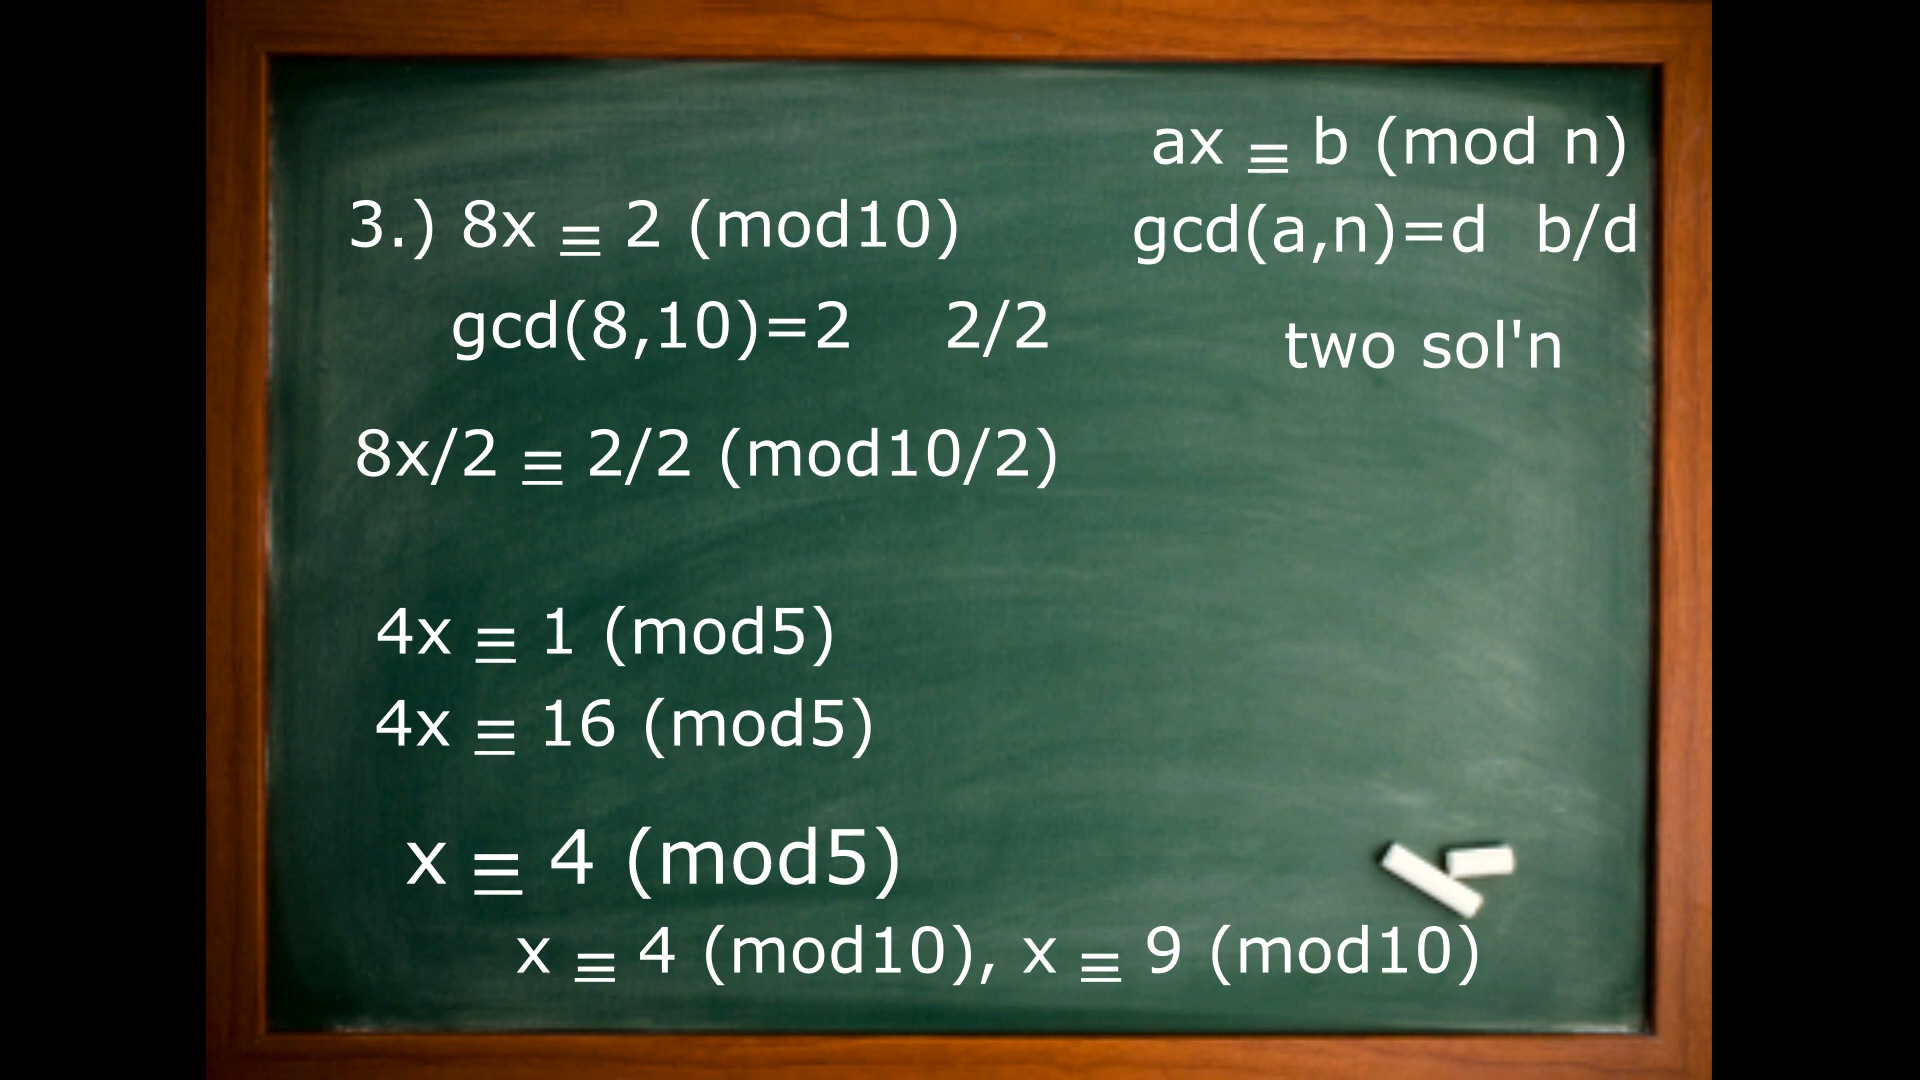 ax ≡ b (mod n)
3.) 8x ≡ 2 (mod10)
gcd(a,n)=d b/d
gcd(8,10)=2 2/2
two sol'n
8x/2 ≡ 2/2 (mod10/2)
4x ≡ 1 (mod5)
4x ≡ 16 (mod5)
x ≡ 4 (mod5)
x ≡ 4 (mod10), x ≡ 9 (mod10)